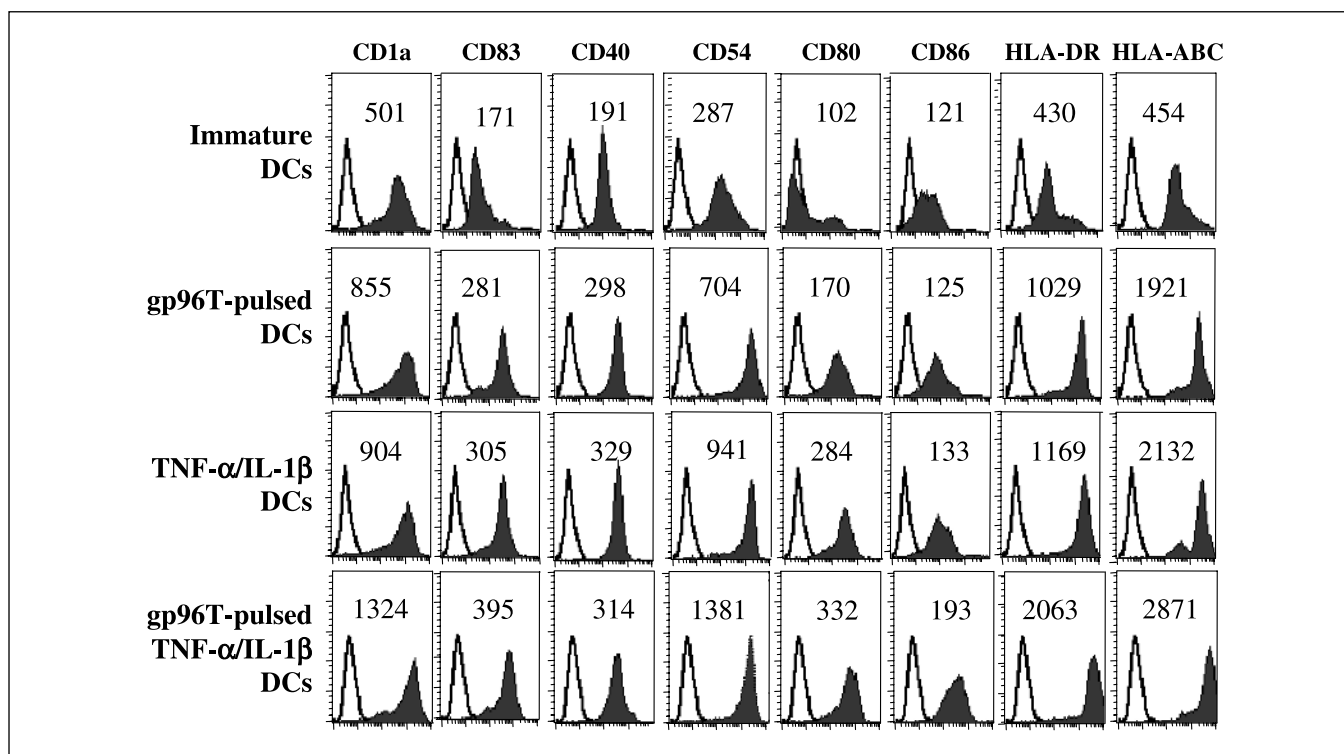 CD1a CD83 CD40 CD54 CD80 CD86 HLA-DR HLA-ABC
Immature
DCs
501 171 191 287 102 121 430 454
gp96T-pulsed
DCs
855 281 298 704 170 125 1029 1921
TNF-α/IL-1β
DCs
904 305 329 941 284 133 1169 2132
gp96T-pulsed
TNF-α/IL-1β
DCs
1324 395 314 1381 332 193 2063 2871